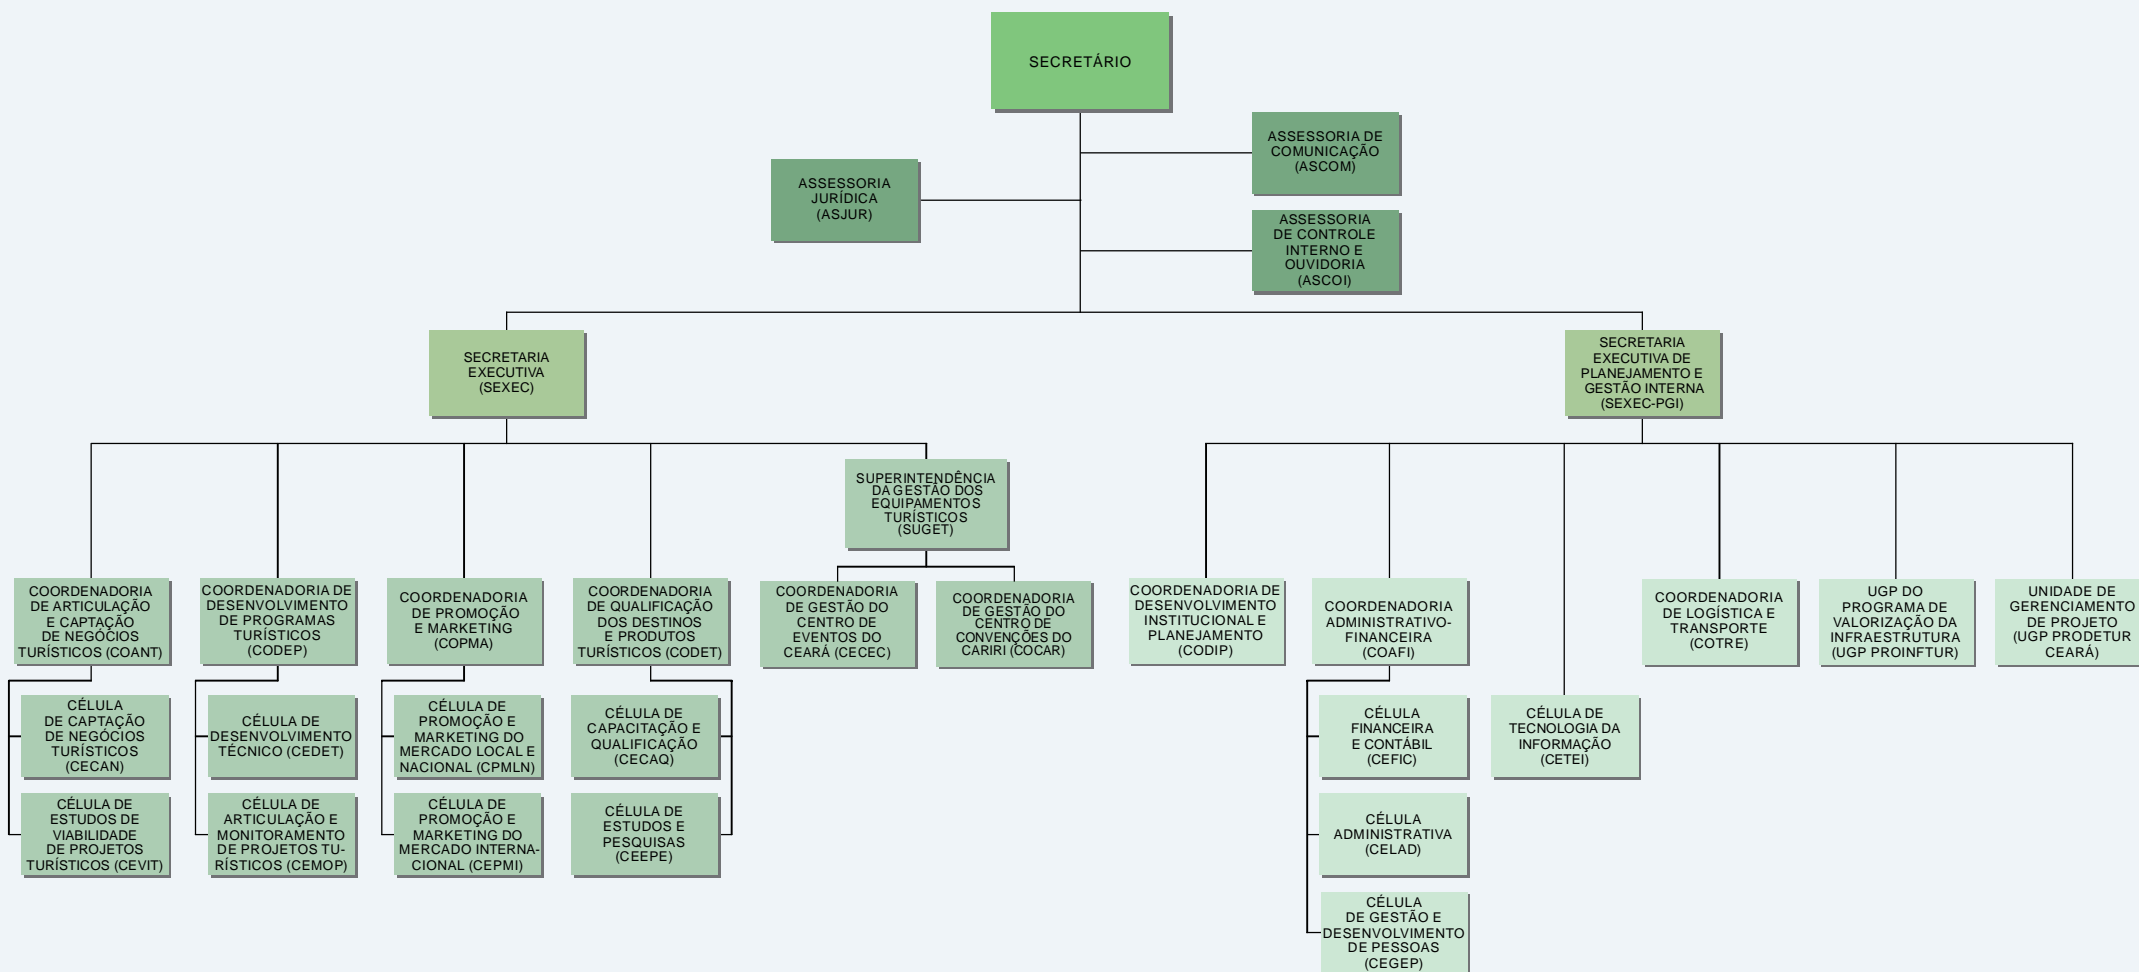 SECRETÁRIO
ASSESSORIA DE
COMUNICAÇÃO
(ASCOM)
ASSESSORIA
JURÍDICA
(ASJUR)
ASSESSORIA
DE CONTROLE
INTERNO E
OUVIDORIA
(ASCOI)
SECRETARIA
EXECUTIVA
(SEXEC)
SECRETARIA
EXECUTIVA DE
PLANEJAMENTO E
GESTÃO INTERNA
(SEXEC-PGI)
SUPERINTENDÊNCIA
DA GESTÃO DOS
EQUIPAMENTOS
TURÍSTICOS
(SUGET)
COORDENADORIA
DE ARTICULAÇÃO
E CAPTAÇÃO
DE NEGÓCIOS
TURÍSTICOS (COANT)
COORDENADORIA DE
DESENVOLVIMENTO
DE PROGRAMAS
TURÍSTICOS
(CODEP)
COORDENADORIA
DE PROMOÇÃO
E MARKETING
(COPMA)
COORDENADORIA
DE QUALIFICAÇÃO
DOS DESTINOS
E PRODUTOS
TURÍSTICOS (CODET)
COORDENADORIA
DE GESTÃO DO
CENTRO DE
EVENTOS DO
CEARÁ (CECEC)
COORDENADORIA
DE GESTÃO DO
CENTRO DE
CONVENÇÕES DO
CARIRI (COCAR)
COORDENADORIA DE
DESENVOLVIMENTO
INSTITUCIONAL E
PLANEJAMENTO
(CODIP)
COORDENADORIA
ADMINISTRATIVO-
FINANCEIRA
(COAFI)
COORDENADORIA
DE LOGÍSTICA E
TRANSPORTE
(COTRE)
UGP DO
PROGRAMA DE
VALORIZAÇÃO DA
INFRAESTRUTURA
(UGP PROINFTUR)
UNIDADE DE
GERENCIAMENTO
DE PROJETO
(UGP PRODETUR
CEARÁ)
CÉLULA
DE CAPTAÇÃO
DE NEGÓCIOS
TURÍSTICOS
(CECAN)
CÉLULA DE
DESENVOLVIMENTO
TÉCNICO (CEDET)
CÉLULA DE
PROMOÇÃO E
MARKETING DO
MERCADO LOCAL E
NACIONAL (CPMLN)
CÉLULA DE
CAPACITAÇÃO E
QUALIFICAÇÃO
(CECAQ)
CÉLULA
FINANCEIRA
E CONTÁBIL
(CEFIC)
CÉLULA DE
TECNOLOGIA DA
INFORMAÇÃO
(CETEI)
CÉLULA DE
ESTUDOS DE
VIABILIDADE
DE PROJETOS
TURÍSTICOS (CEVIT)
CÉLULA DE
ARTICULAÇÃO E
MONITORAMENTO
DE PROJETOS TU-
RÍSTICOS (CEMOP)
CÉLULA DE
PROMOÇÃO E
MARKETING DO
MERCADO INTERNA-
CIONAL (CEPMI)
CÉLULA DE
ESTUDOS E
PESQUISAS
(CEEPE)
CÉLULA
ADMINISTRATIVA
(CELAD)
CÉLULA
DE GESTÃO E
DESENVOLVIMENTO
DE PESSOAS
(CEGEP)